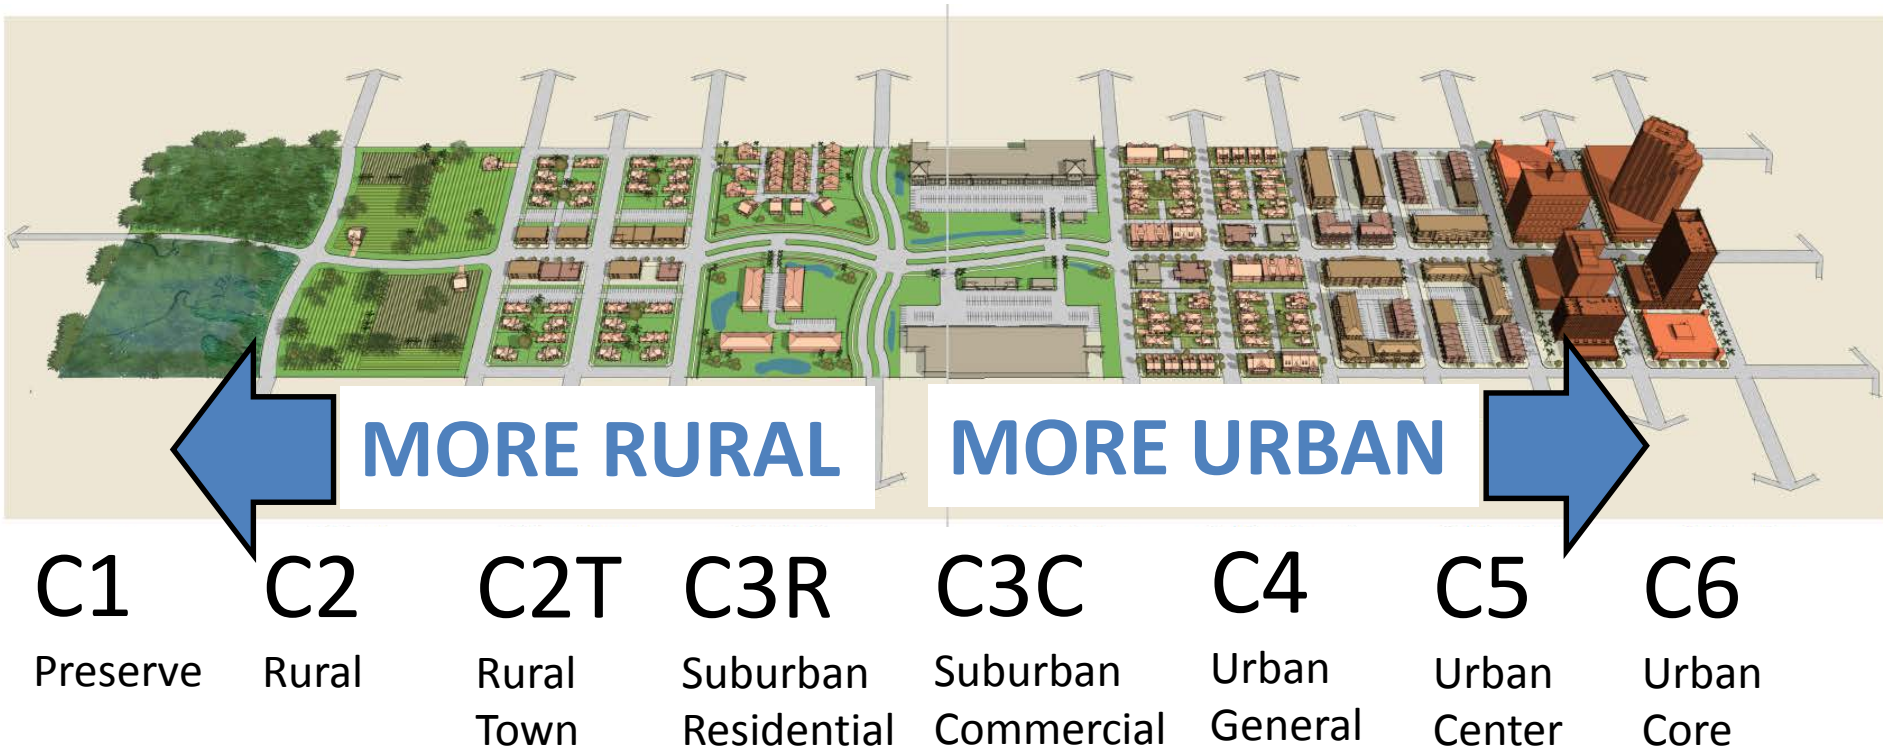 MORE RURAL
MORE URBAN
C1
Preserve
C2
Rural
C2T
Rural
Town
C3R
Suburban
Residential
C3C
Suburban
Commercial
C4
Urban
General
C5
Urban
Center
C6
Urban
Core